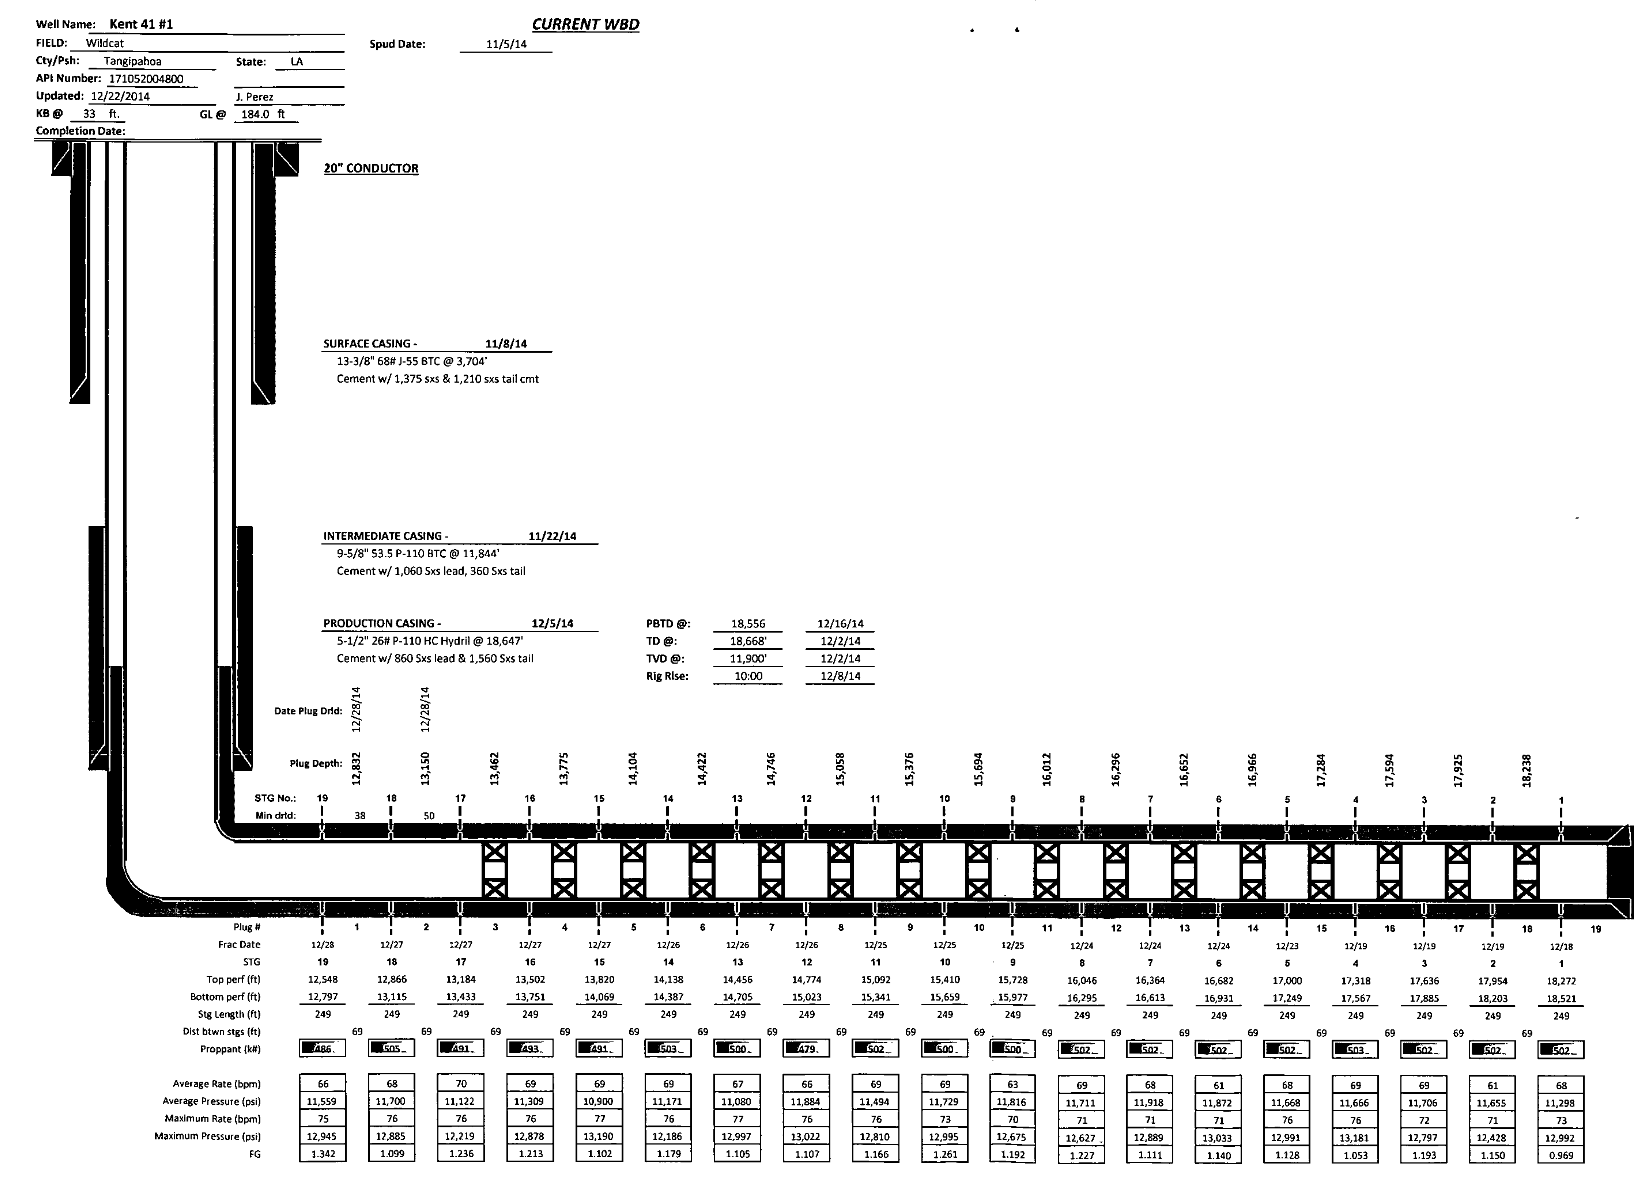 Well Name: Kent 41 #1
CURRENT WBD
FIELD: Wildcat
Spud Date: 11/5/14
Cty/Psh: Tangipahoa State: LA
API Number: 171052004800
Updated: 12/22/2014 J. Perez
KB @ 33 ft. GL @ 184.0 ft
Completion Date:
20" CONDUCTOR
SURFACE CASING - 11/8/14
13-3/8" 68# J-55 BTC @ 3,704'
Cement w/ 1,375 sxs & 1,210 sxs tail cmt
INTERMEDIATE CASING - 11/22/14
9-5/8" 53.5 P-110 BTC @ 11,844'
Cement w/ 1,060 Sxs lead, 360 Sxs tail
PRODUCTION CASING - 12/5/14
5-1/2" 26# P-110 HC Hydril @ 18,647'
Cement w/ 860 Sxs lead & 1,560 Sxs tail
PBTD @: 18,556 12/16/14
TD @: 18,668' 12/2/14
TVD @: 11,900' 12/2/14
Rig Rlse: 10:00 12/8/14
Date Plug Drld: 12/28/14 12/28/14
Plug Depth: 12,832 13,150 13,462 13,775 14,104 14,422 14,746 15,058 15,376 15,694 16,012 16,296 16,652 16,966 17,284 17,594 17,925 18,238
STG No.: 19 18 17 16 15 14 13 12 11 10 9 8 7 6 5 4 3 2 1
Min drld: 38 50
Plug # 1 2 3 4 5 6 7 8 9 10 11 12 13 14 15 16 17 18 19
Frac Date 12/28 12/27 12/27 12/27 12/27 12/26 12/26 12/26 12/25 12/25 12/25 12/24 12/24 12/24 12/23 12/19 12/19 12/19 12/18
STG 19 18 17 16 15 14 13 12 11 10 9 8 7 6 5 4 3 2 1
Top perf (ft) 12,548 12,866 13,184 13,502 13,820 14,138 14,456 14,774 15,092 15,410 15,728 16,046 16,364 16,682 17,000 17,318 17,636 17,954 18,272
Bottom perf (ft) 12,797 13,115 13,433 13,751 14,069 14,387 14,705 15,023 15,341 15,659 15,977 16,295 16,613 16,931 17,249 17,567 17,885 18,203 18,521
Stg Length (ft) 249 249 249 249 249 249 249 249 249 249 249 249 249 249 249 249 249 249 249
Dist btwn stgs (ft) 69 69 69 69 69 69 69 69 69 69 69 69 69 69 69 69 69 69
Proppant (k#) 486 505 491 493 491 503 500 479 502 500 500 502 502 502 502 503 502 502 502
Average Rate (bpm) 66 68 70 69 69 69 67 66 69 69 63 69 68 61 68 69 69 61 68
Average Pressure (psi) 11,559 11,700 11,122 11,309 10,900 11,171 11,080 11,884 11,494 11,729 11,816 11,711 11,918 11,872 11,668 11,666 11,706 11,655 11,298
Maximum Rate (bpm) 75 76 76 76 77 76 77 76 76 73 70 71 71 71 76 76 72 71 73
Maximum Pressure (psi) 12,945 12,885 12,219 12,878 13,190 12,186 12,997 13,022 12,810 12,995 12,675 12,627 12,889 13,033 12,991 13,181 12,797 12,428 12,992
FG 1.342 1.099 1.236 1.213 1.102 1.179 1.105 1.107 1.166 1.261 1.192 1.227 1.111 1.140 1.128 1.053 1.193 1.150 0.969